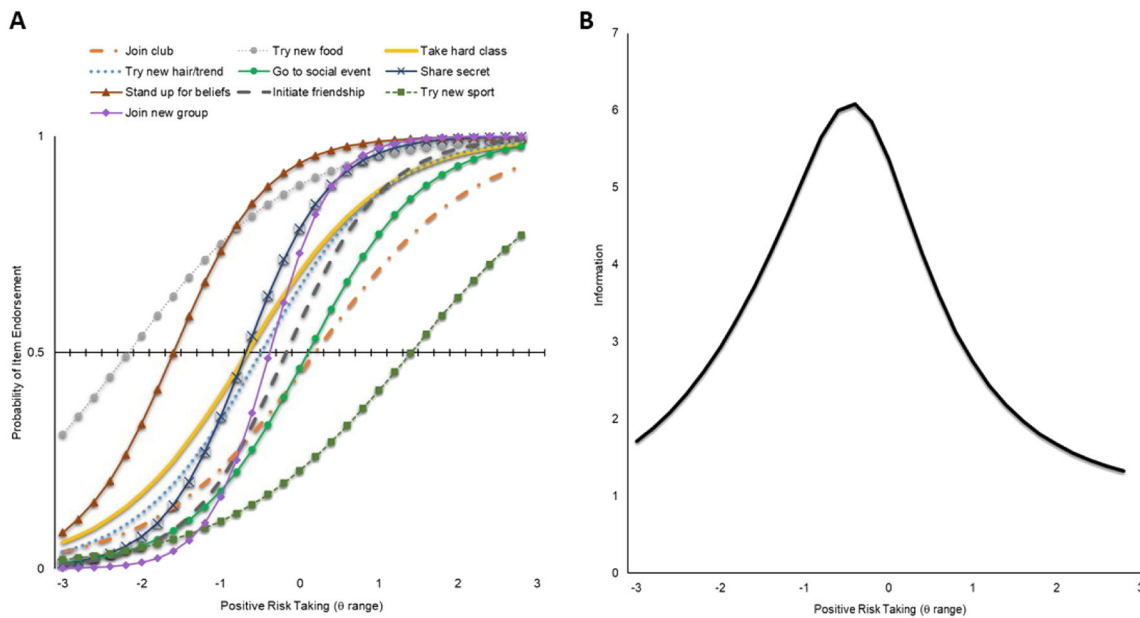 A
Join club Try new food Take hard class
Try new hair/trend Go to social event Share secret
Stand up for beliefs Initiate friendship Try new sport
Join new group
Probability of Item Endorsement
1
0.5
0
-3 -2 -1 0 1 2 3
Positive Risk Taking (θ range)
B
Information
7
6
5
4
3
2
1
0
-3 -2 -1 0 1 2 3
Positive Risk Taking (θ range)